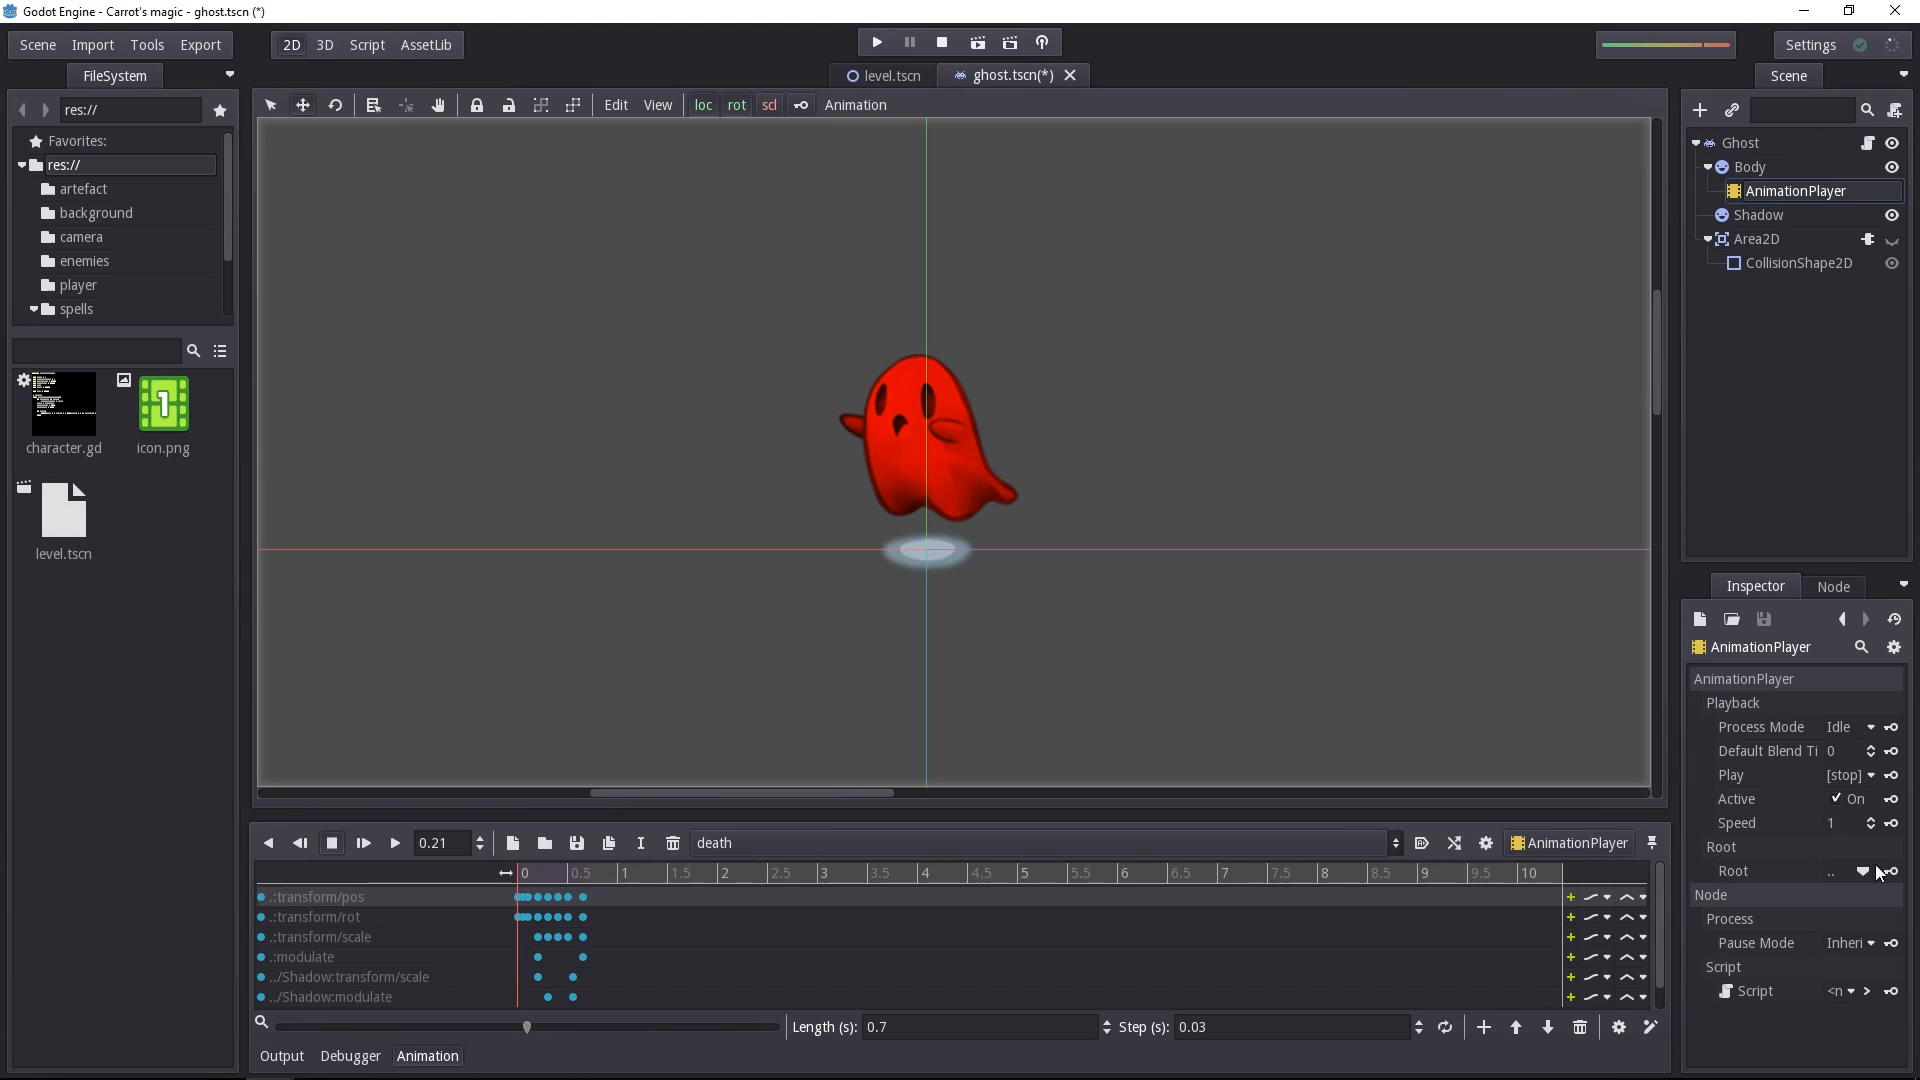 Godot Engine - Carrot's magic - ghost.tscn (*)
Scene Import Tools Export
2D 3D Script AssetLib
Settings
FileSystem
level.tscn ghost.tscn(*)
Scene
res://
Edit View loc rot scl Animation
Favorites:
res://
artefact
background
camera
enemies
player
spells
character.gd icon.png
level.tscn
Ghost
Body
AnimationPlayer
Shadow
Area2D
CollisionShape2D
Inspector Node
AnimationPlayer
AnimationPlayer
Playback
Process Mode Idle
Default Blend Ti 0
Play [stop]
Active On
Speed 1
Root
Root ..
Node
Process
Pause Mode Inheri
Script
Script <n
0.21 death AnimationPlayer
0 0.5 1 1.5 2 2.5 3 3.5 4 4.5 5 5.5 6 6.5 7 7.5 8 8.5 9 9.5 10
.:transform/pos
.:transform/rot
.:transform/scale
.:modulate
../Shadow:transform/scale
../Shadow:modulate
Length (s): 0.7 Step (s): 0.03
Output Debugger Animation